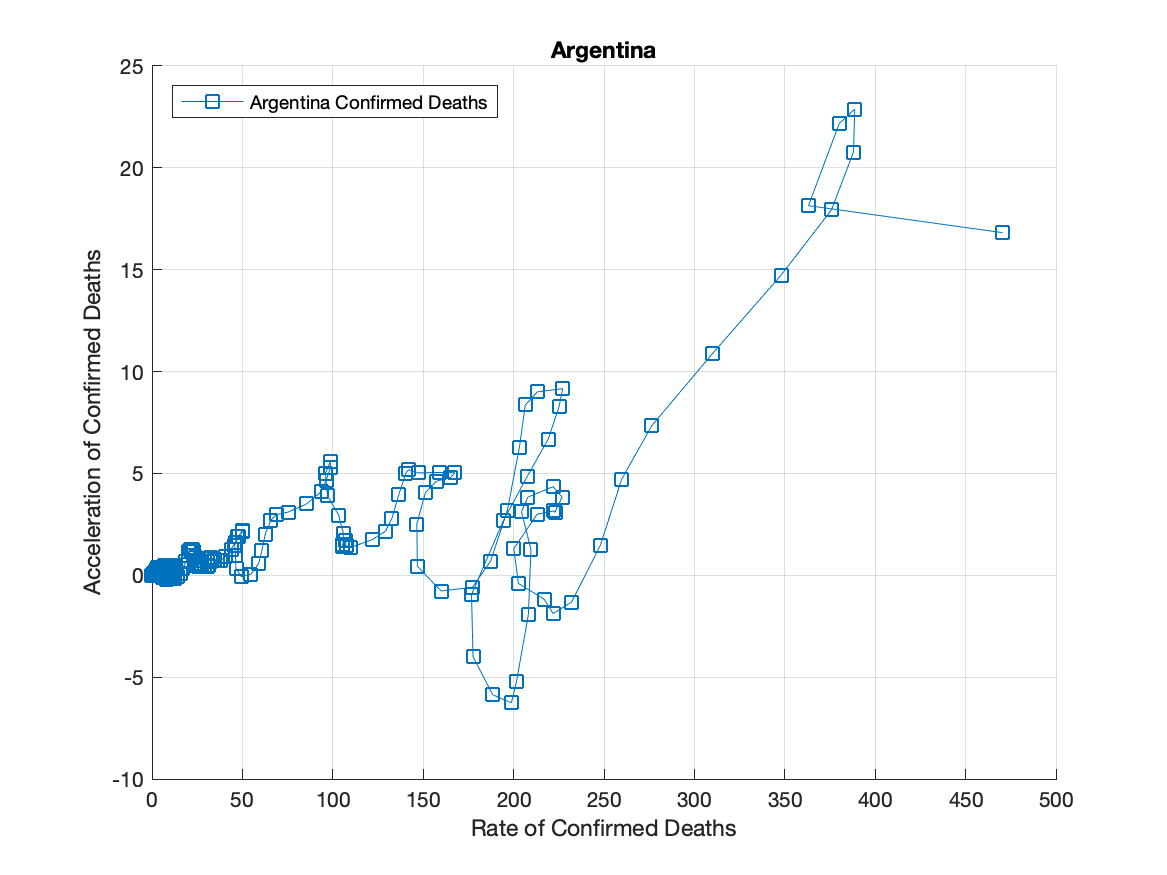 Argentina
Argentina Confirmed Deaths
25
20
15
10
5
0
-5
-10
Acceleration of Confirmed Deaths
0 50 100 150 200 250 300 350 400 450 500
Rate of Confirmed Deaths